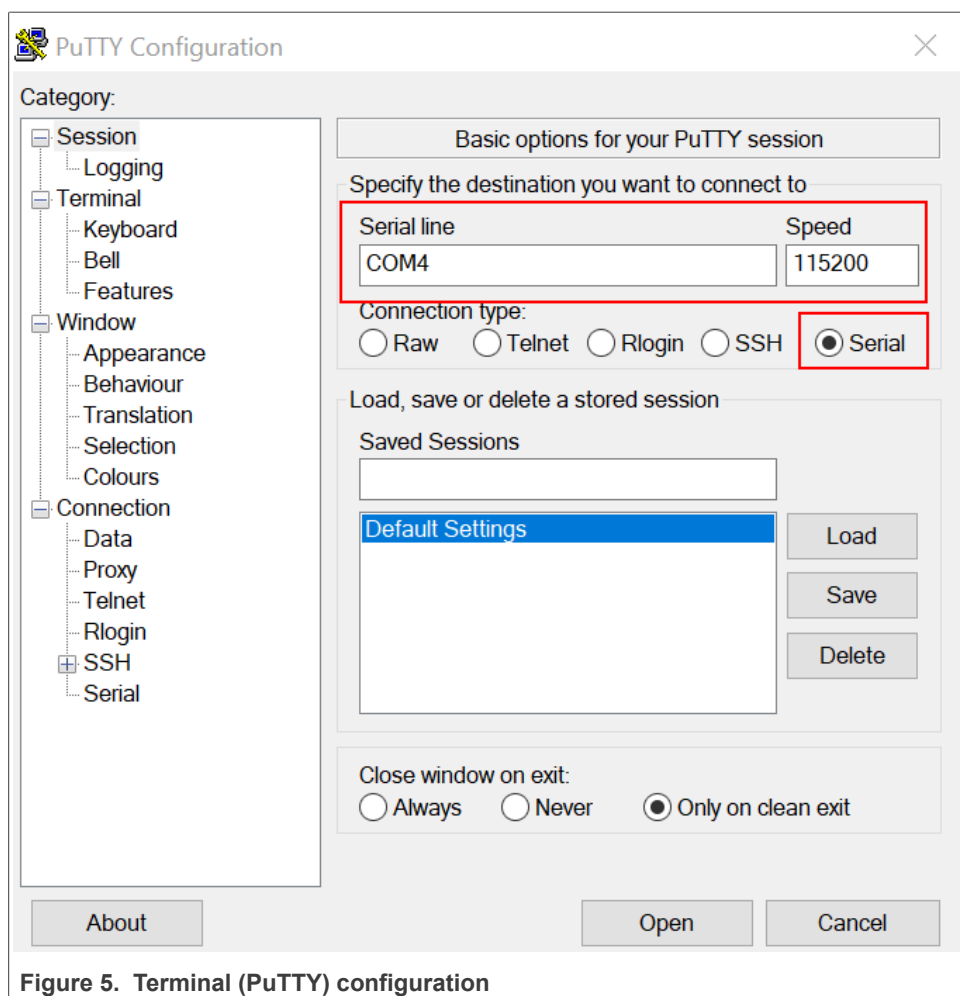 PuTTY Configuration
Category:
Session
Logging
Terminal
Keyboard
Bell
Features
Window
Appearance
Behaviour
Translation
Selection
Colours
Connection
Data
Proxy
Telnet
Rlogin
SSH
Serial
Basic options for your PuTTY session
Specify the destination you want to connect to
Serial line Speed
COM4 115200
Connection type:
Raw Telnet Rlogin SSH Serial
Load, save or delete a stored session
Saved Sessions
Default Settings
Load
Save
Delete
Close window on exit:
Always Never Only on clean exit
About Open Cancel
Figure 5. Terminal (PuTTY) configuration